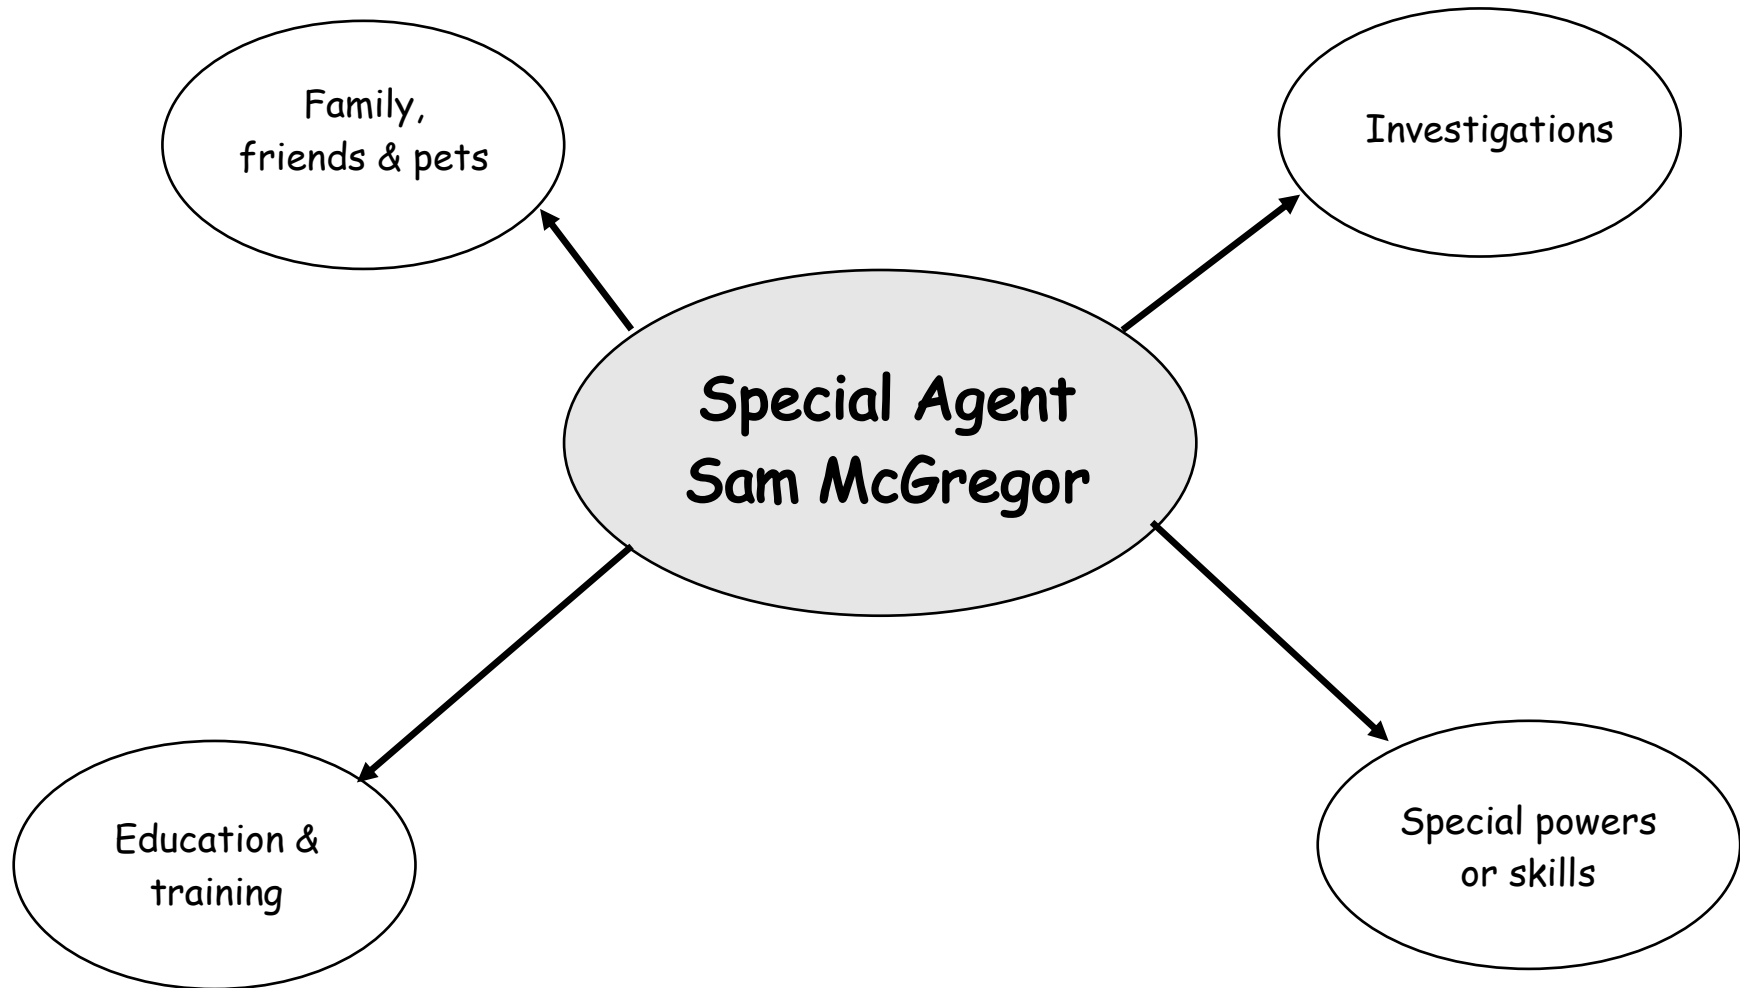 Family,
friends & pets
Investigations
Special Agent
Sam McGregor
Education &
training
Special powers
or skills